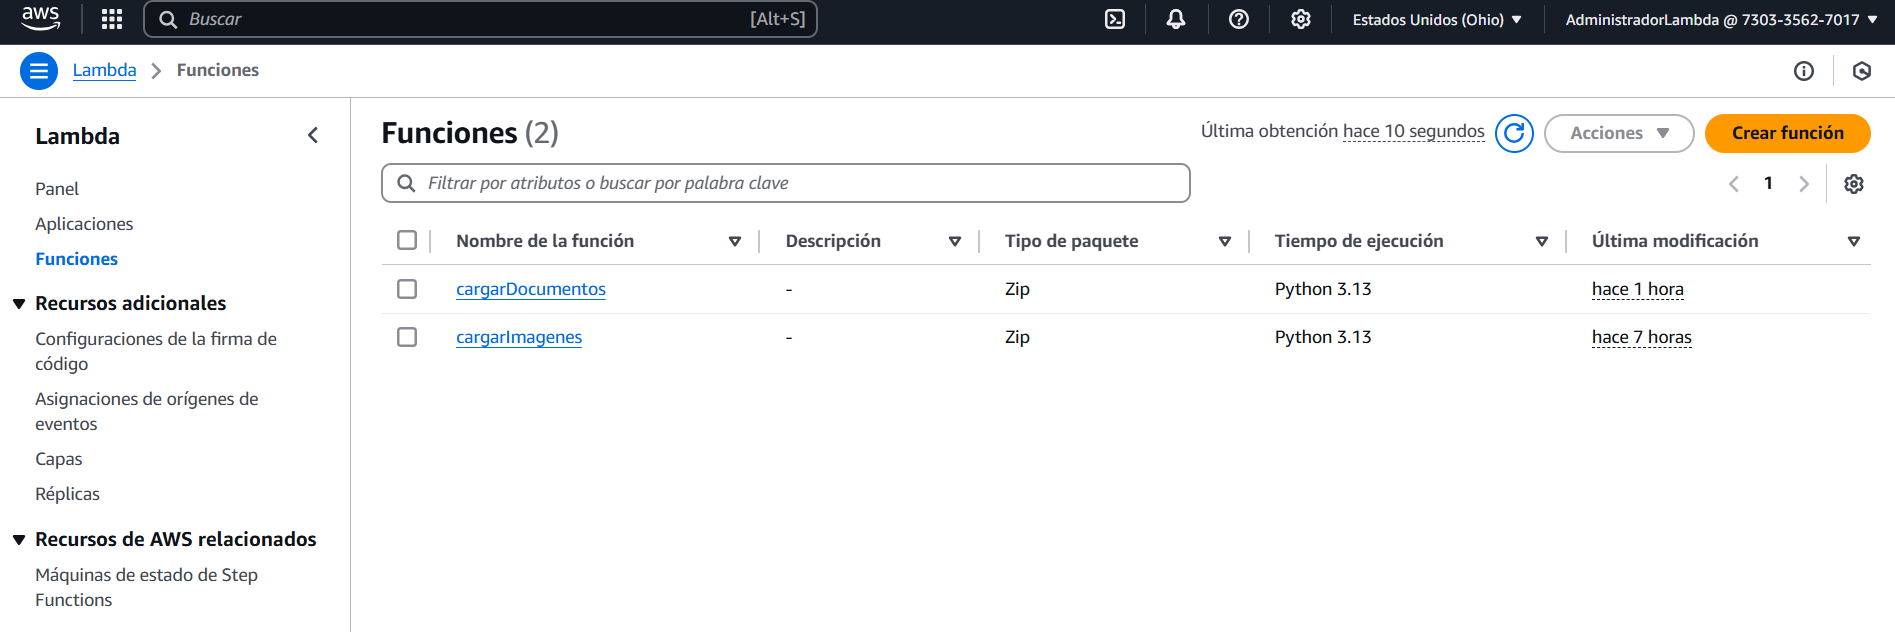 aws
Buscar [Alt+S]
Estados Unidos (Ohio)
AdministradorLambda @ 7303-3562-7017
Lambda
Funciones
Lambda
Panel
Aplicaciones
Funciones
Recursos adicionales
Configuraciones de la firma de
código
Asignaciones de orígenes de
eventos
Capas
Réplicas
Recursos de AWS relacionados
Máquinas de estado de Step
Functions
Funciones (2)
Última obtención hace 10 segundos
Acciones
Crear función
Filtrar por atributos o buscar por palabra clave
1
Nombre de la función Descripción Tipo de paquete Tiempo de ejecución Última modificación
cargarDocumentos - Zip Python 3.13 hace 1 hora
cargarImagenes - Zip Python 3.13 hace 7 horas